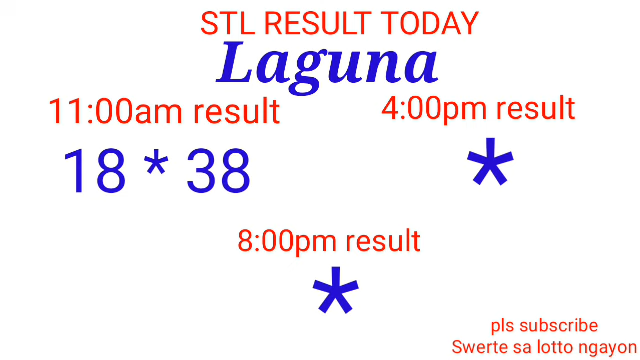 STL RESULT TODAY
Laguna
11:00am result
18 * 38
4:00pm result
*
8:00pm result
*
pls subscribe
Swerte sa lotto ngayon